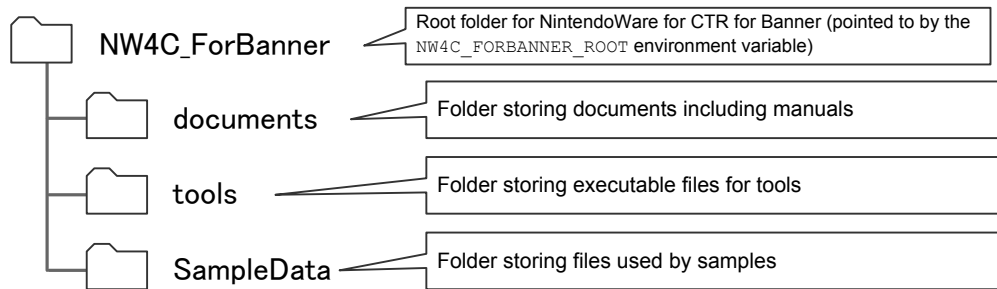 NW4C_ForBanner
Root folder for NintendoWare for CTR for Banner (pointed to by the
NW4C_FORBANNER_ROOT environment variable)
documents
Folder storing documents including manuals
tools
Folder storing executable files for tools
SampleData
Folder storing files used by samples